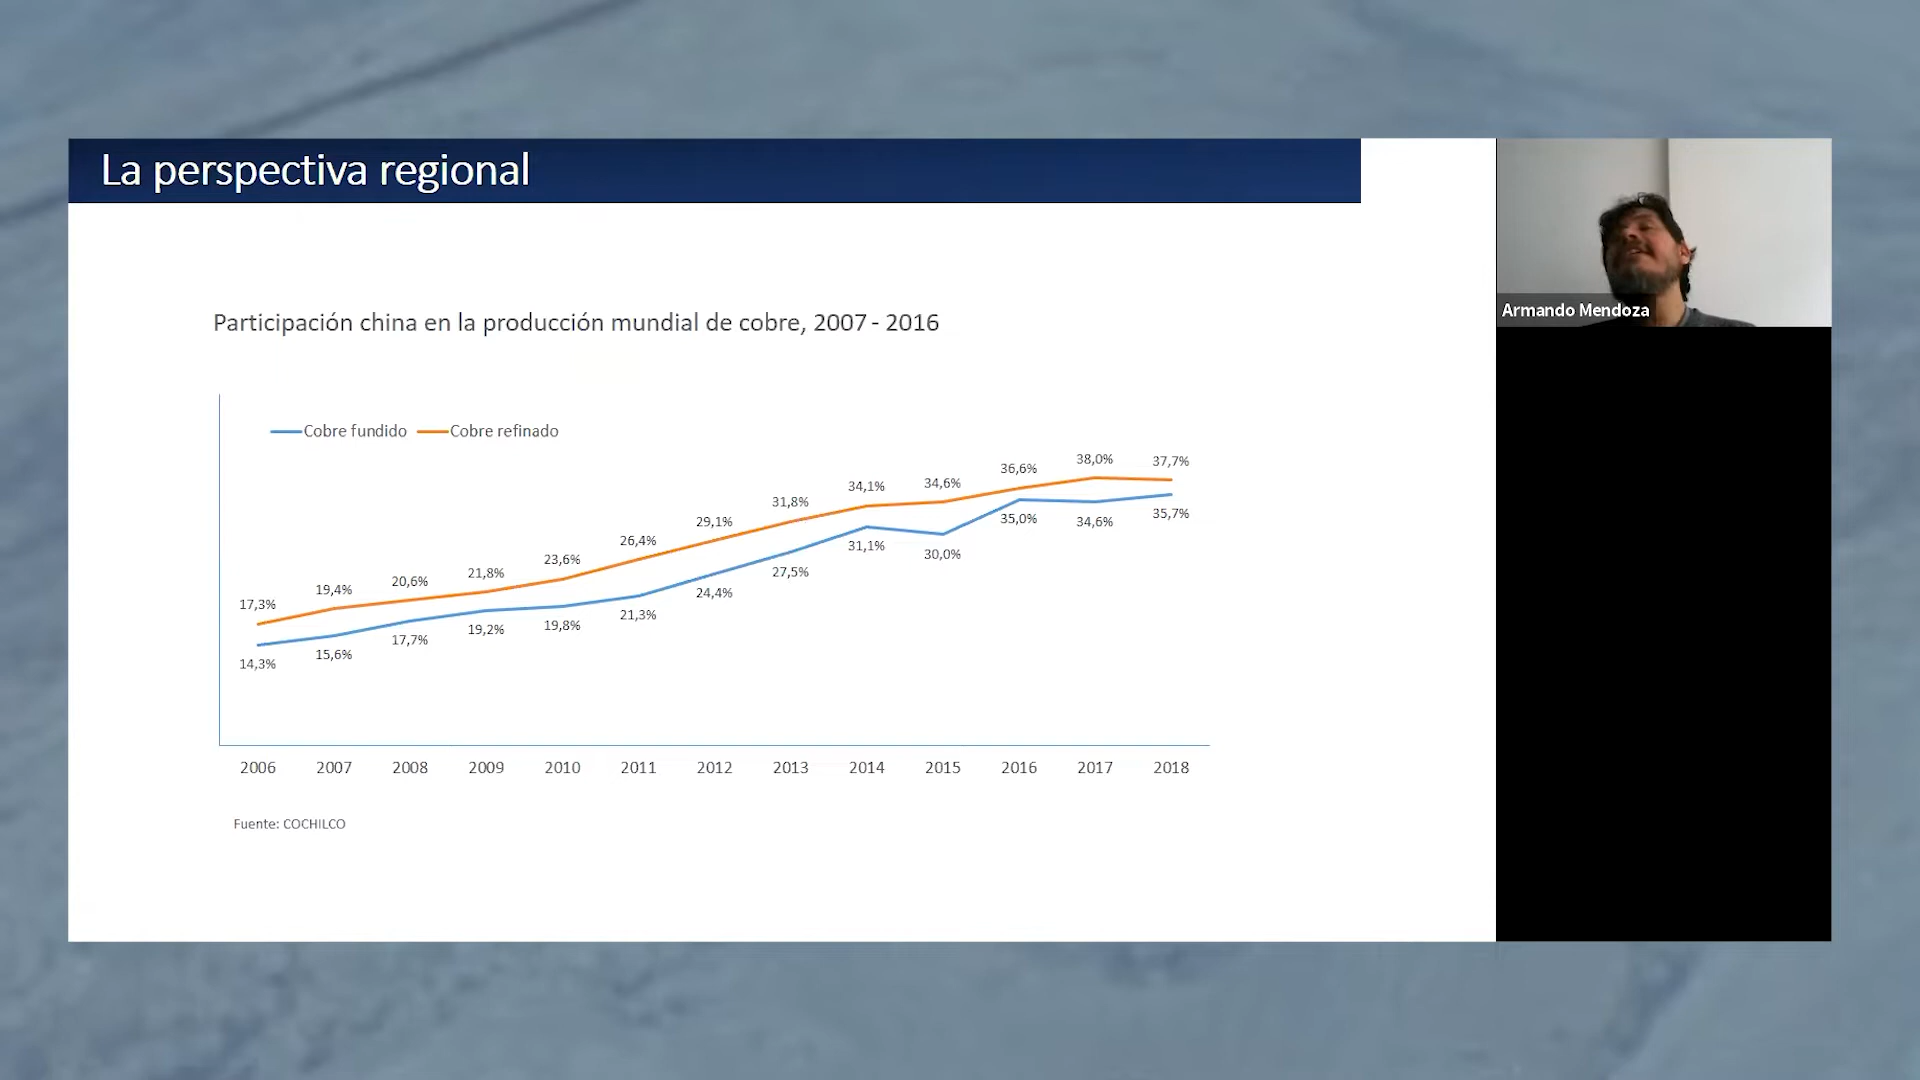 La perspectiva regional
Armando Mendoza
Participación china en la producción mundial de cobre, 2007 - 2016
Cobre fundido Cobre refinado
17,3% 19,4% 20,6% 21,8% 23,6% 26,4% 29,1% 31,8% 34,1% 34,6% 36,6% 38,0% 37,7%
14,3% 15,6% 17,7% 19,2% 19,8% 21,3% 24,4% 27,5% 31,1% 30,0% 35,0% 34,6% 35,7%
2006 2007 2008 2009 2010 2011 2012 2013 2014 2015 2016 2017 2018
Fuente: COCHILCO